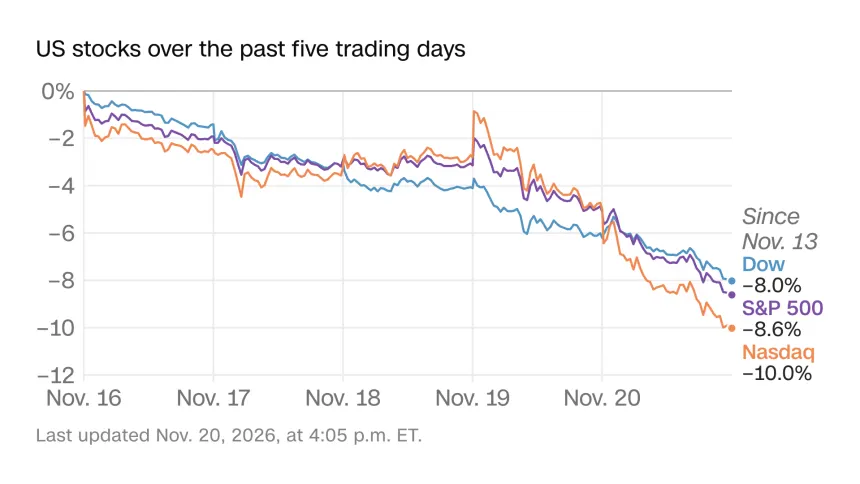 US stocks over the past five trading days
0%
−2
−4
−6
−8
−10
−12
Nov. 16 Nov. 17 Nov. 18 Nov. 19 Nov. 20
Since
Nov. 13
Dow
−8.0%
S&P 500
−8.6%
Nasdaq
−10.0%
Last updated Nov. 20, 2026, at 4:05 p.m. ET.